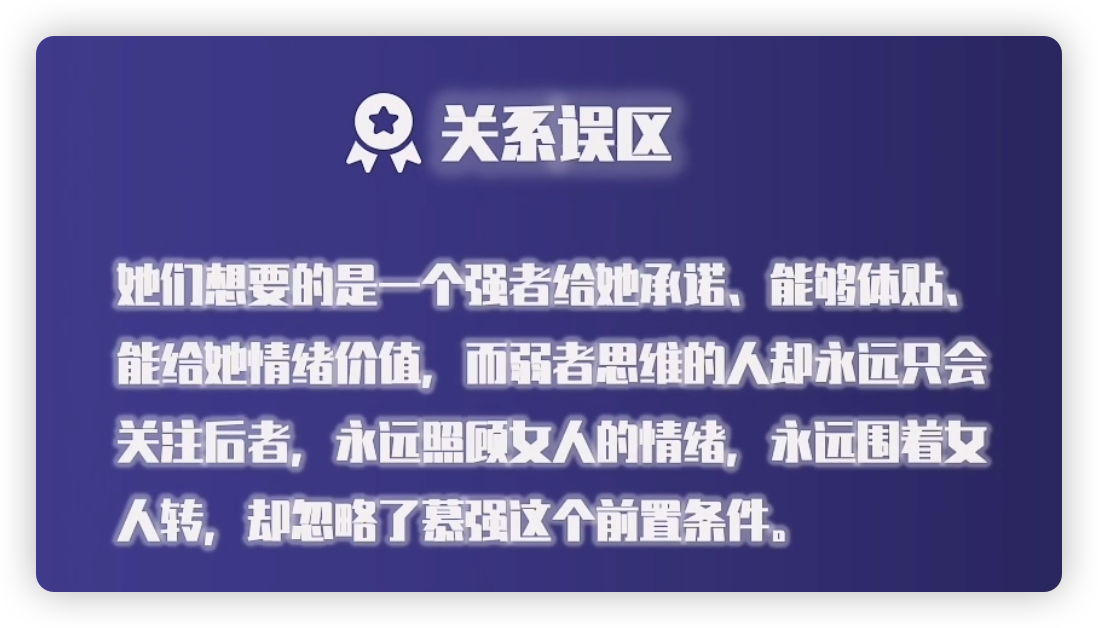 关系误区
她们想要的是一个强者给她承诺、能够体贴、
能给她情绪价值，而弱者思维的人却永远只会
关注后者，永远照顾女人的情绪，永远围着女
人转，却忽略了慕强这个前置条件。